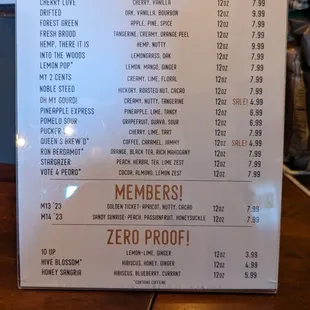 CHERRY LOVE CHERRY, VANILLA 12oz 7.99
DRIFTED OAK, VANILLA, BOURBON 12oz 7.99
FOREST GREEN APPLE, PINE, SPICE 12oz 7.99
FRESH BROOD TANGERINE, CREAMY, ORANGE PEEL 12oz 7.99
HEMP, THERE IT IS HEMP, NUTTY 12oz 7.99
INTO THE WOODS LEMONGRASS, OAK 12oz 7.99
LEMON POP* LEMON, MANGO, GINGER 12oz 7.99
MY 2 CENTS CREAMY, LIME, FLORAL 12oz 7.99
NOBLE STEED HICKORY, ROASTED NUT, CACAO 12oz 7.99
OH MY GOURD! CREAMY, NUTTY, TANGERINE 12oz SALE! 4.99
PINEAPPLE EXPRESS PINEAPPLE, LIME, TANGY 12oz 6.99
POMELO SOUR GRAPEFRUIT, GUAVA, SOUR 12oz 6.99
PUCKER CHERRY, LIME, TART 12oz 7.99
QUEEN'S BREW'D* COFFEE, CARAMEL, JIMMY 12oz SALE! 4.99
RON BERGAMOT* ORANGE, BLACK TEA, RICH MAHOGANY 12oz 7.99
STARGAZER PEACH, HERBAL TEA, LIME ZEST 12oz 7.99
VOTE 4 PEDRO* COCOA, ALMOND, LEMON ZEST 12oz 7.99
MEMBERS!
M13 '23 GOLDEN TICKET: APRICOT, NUTTY, CACAO 12oz 7.99
M14 '23 SANDY SUNRISE: PEACH, PASSIONFRUIT, HONEYSUCKLE 12oz 7.99
ZERO PROOF!
10 UP LEMON-LIME, GINGER 12oz 3.99
HIVE BLOSSOM* HIBISCUS, HONEY, GINGER 12oz 4.99
HONEY SANGRIA HIBISCUS, BLUEBERRY, CURRANT 12oz 5.99
*CONTAINS CAFFEINE